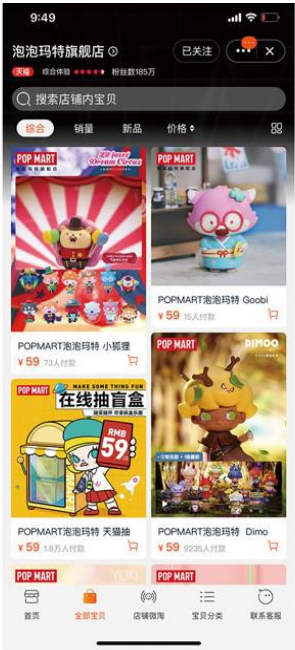 9:49
泡泡玛特旗舰店
已关注
天猫 综合体验 粉丝数185万
搜索店铺内宝贝
综合 销量 新品 价格
POP MART
POP MART
POPMART泡泡玛特 Goobi
¥ 59 15人付款
POPMART泡泡玛特 小狐狸
¥ 59 73人付款
POP MART
DIMOO
POP MART
MAKE SOME THING FUN
在线抽盲盒
RMB
59
POPMART泡泡玛特 天猫抽
¥ 59 1.8万人付款
POPMART泡泡玛特 Dimo
¥ 59 9235人付款
POP MART
POP MART
首页 全部宝贝 店铺微淘 宝贝分类 联系客服